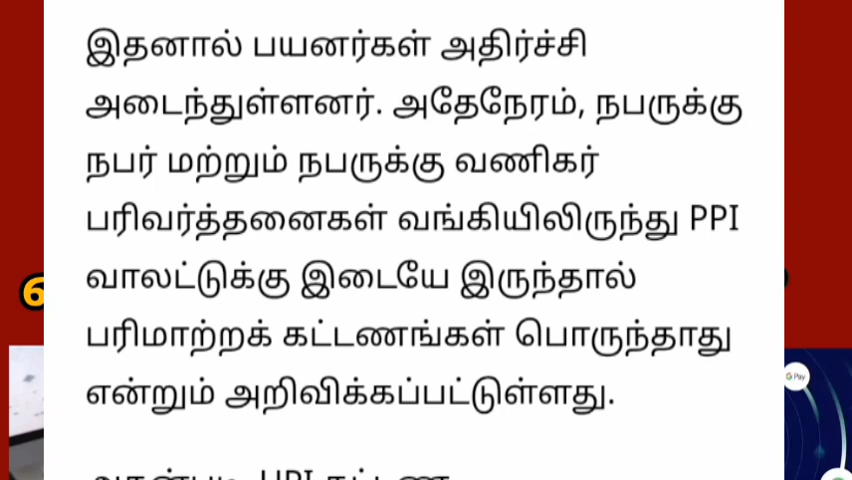 இதனால் பயனர்கள் அதிர்ச்சி
அடைந்துள்ளனர். அதேநேரம், நபருக்கு
நபர் மற்றும் நபருக்கு வணிகர்
பரிவர்த்தனைகள் வங்கியிலிருந்து PPI
வாலட்டுக்கு இடையே இருந்தால்
பரிமாற்றக் கட்டணங்கள் பொருந்தாது
என்றும் அறிவிக்கப்பட்டுள்ளது.
G Pay